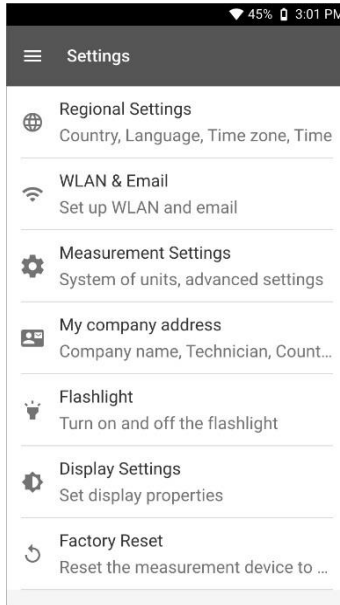 45% 3:01 PM
Settings
Regional Settings
Country, Language, Time zone, Time
WLAN & Email
Set up WLAN and email
Measurement Settings
System of units, advanced settings
My company address
Company name, Technician, Count...
Flashlight
Turn on and off the flashlight
Display Settings
Set display properties
Factory Reset
Reset the measurement device to ...